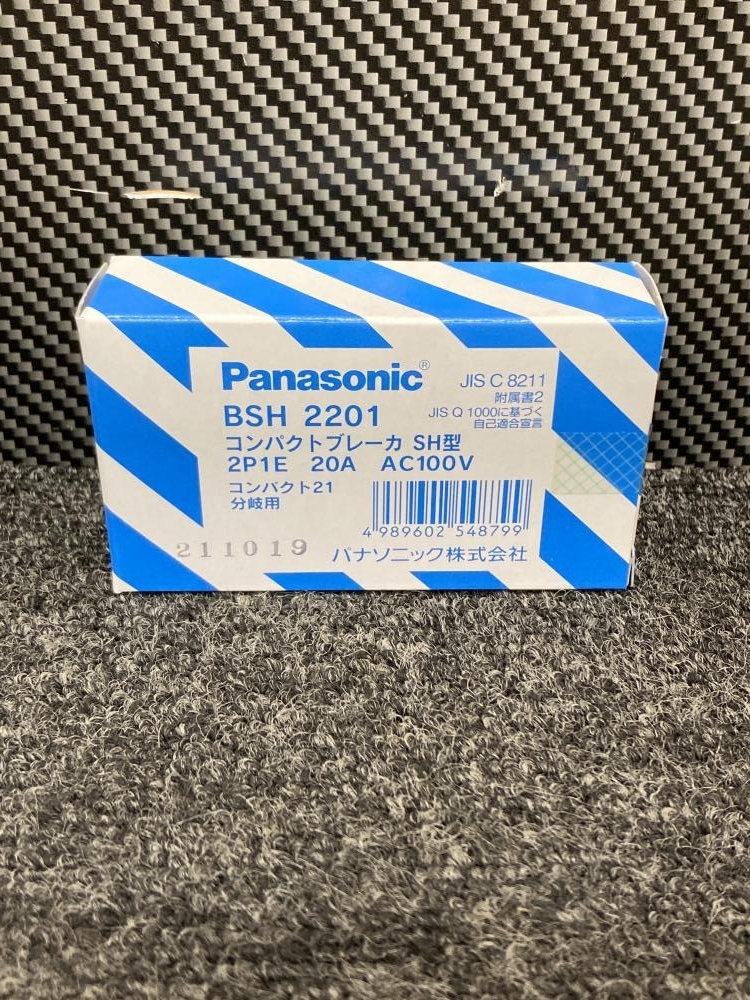 Panasonic®
BSH 2201
コンパクトブレーカ SH型
2P1E 20A AC100V
コンパクト21
分岐用
JIS C 8211
附属書2
JIS Q 1000に基づく
自己適合宣言
4 989602 548799
211019
パナソニック株式会社